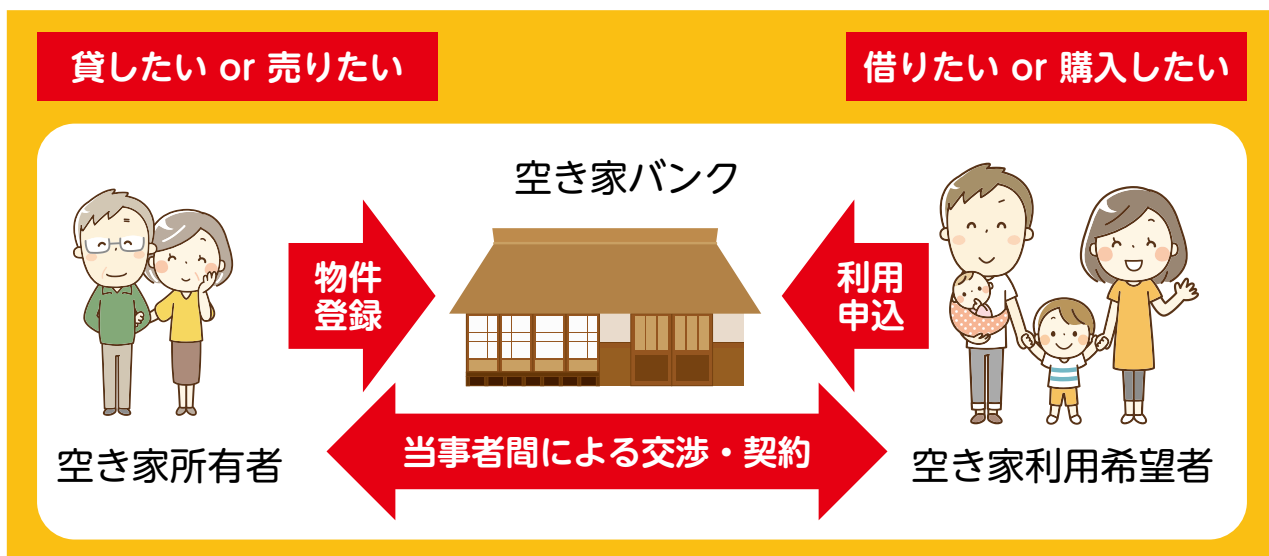 貸したい or 売りたい
借りたい or 購入したい
空き家バンク
物件
登録
利用
申込
当事者間による交渉・契約
空き家所有者
空き家利用希望者